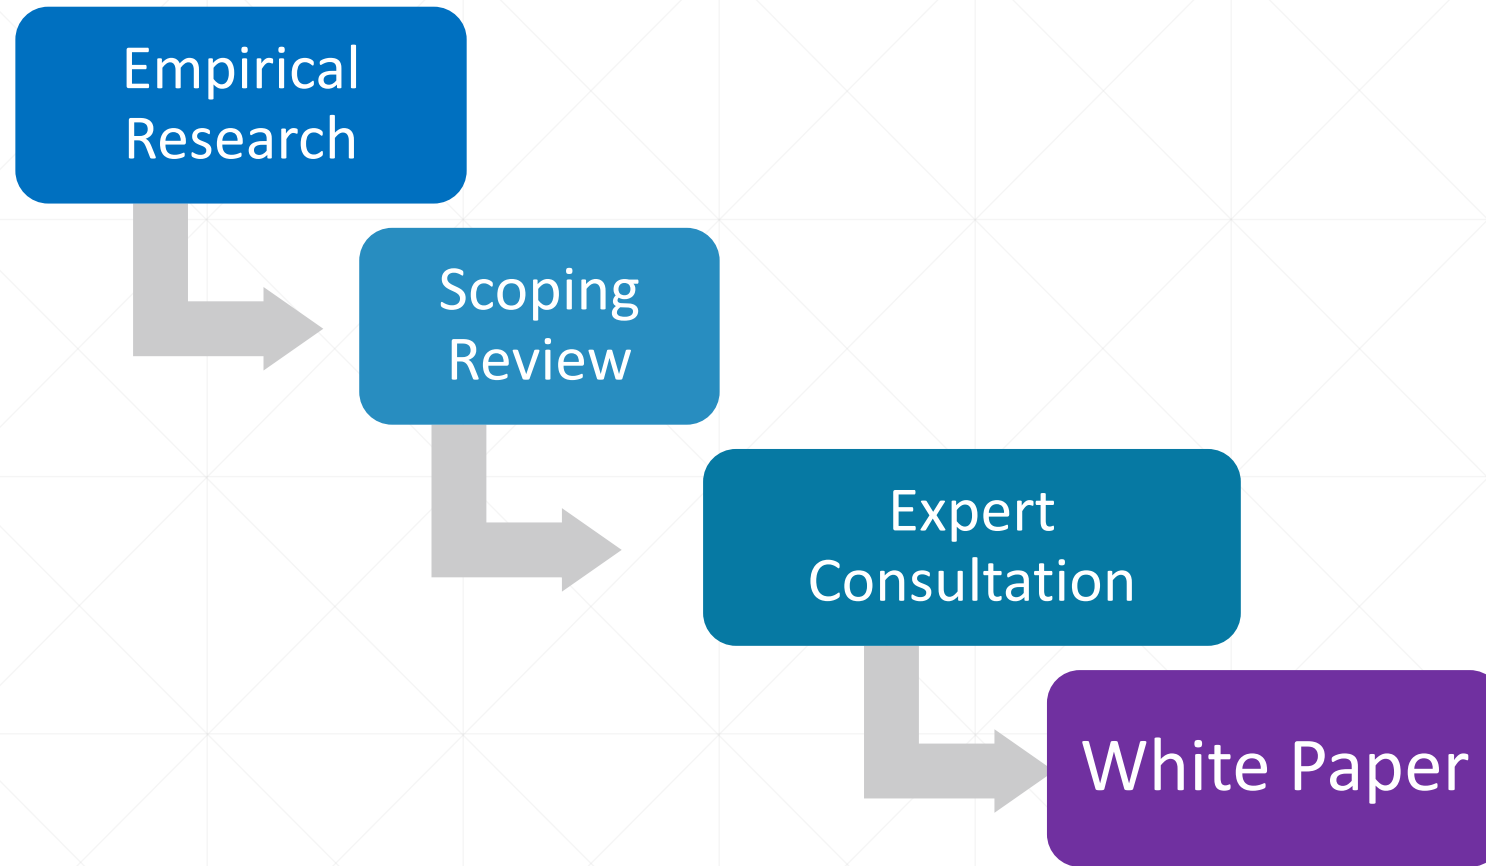 Empirical
Research
Scoping
Review
Expert
Consultation
White Paper